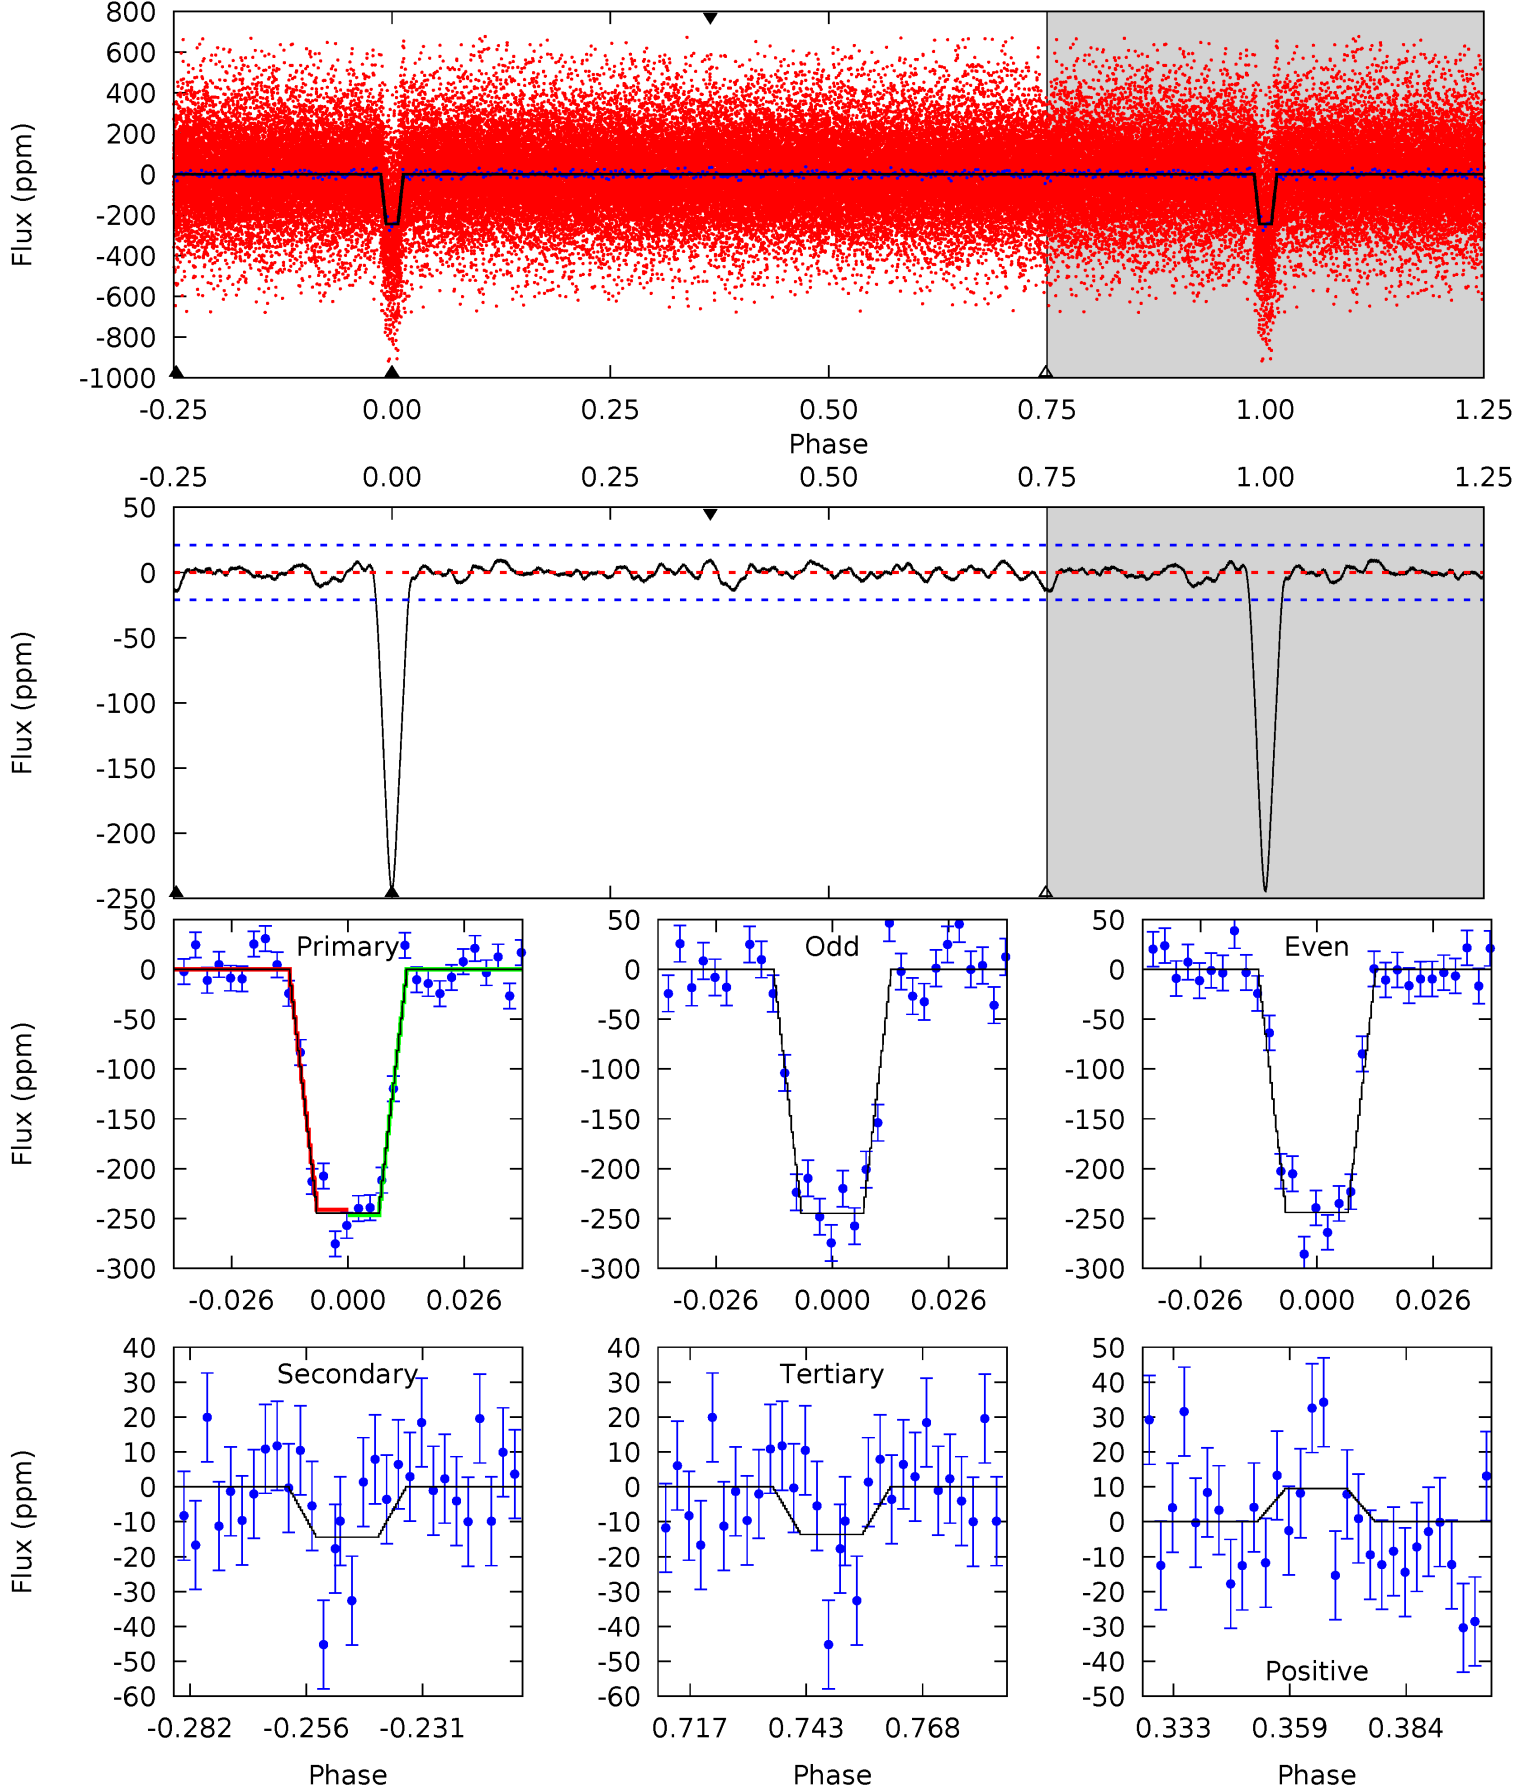 800
600
400
200
0
-200
-400
-600
-800
-1000
Flux (ppm)
-0.25 0.00 0.25 0.50 0.75 1.00 1.25
Phase
-0.25 0.00 0.25 0.50 0.75 1.00 1.25
50
0
-50
-100
-150
-200
-250
Flux (ppm)
Primary Odd Even
50 50 50
0 0 0
-50 -50 -50
-100 -100 -100
-150 -150 -150
-200 -200 -200
-250 -250 -250
-300 -300 -300
Flux (ppm)
-0.026 0.000 0.026 -0.026 0.000 0.026 -0.026 0.000 0.026
Secondary Tertiary Positive
40 40 50
30 30 40
20 20 30
10 10 20
0 0 10
-10 -10 0
-20 -20 -10
-30 -30 -20
-40 -40 -30
-50 -50 -40
-60 -60 -50
Flux (ppm)
-0.282 -0.256 -0.231 0.717 0.743 0.768 0.333 0.359 0.384
Phase Phase Phase